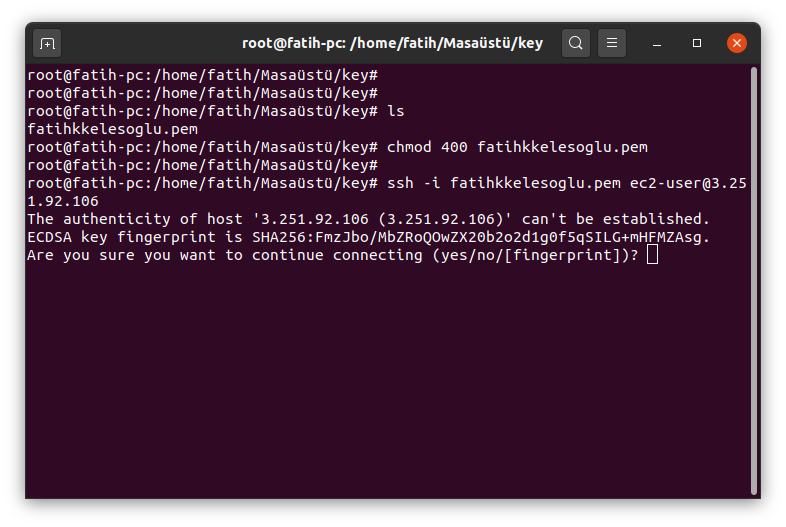 root@fatih-pc: /home/fatih/Masaüstü/key
root@fatih-pc:/home/fatih/Masaüstü/key#
root@fatih-pc:/home/fatih/Masaüstü/key#
root@fatih-pc:/home/fatih/Masaüstü/key# ls
fatihkkelesoglu.pem
root@fatih-pc:/home/fatih/Masaüstü/key# chmod 400 fatihkkelesoglu.pem
root@fatih-pc:/home/fatih/Masaüstü/key#
root@fatih-pc:/home/fatih/Masaüstü/key# ssh -i fatihkkelesoglu.pem ec2-user@3.25
1.92.106
The authenticity of host '3.251.92.106 (3.251.92.106)' can't be established.
ECDSA key fingerprint is SHA256:FmzJbo/MbZRoQOwZX20b2o2d1g0f5qSILG+mHFMZAsg.
Are you sure you want to continue connecting (yes/no/[fingerprint])?